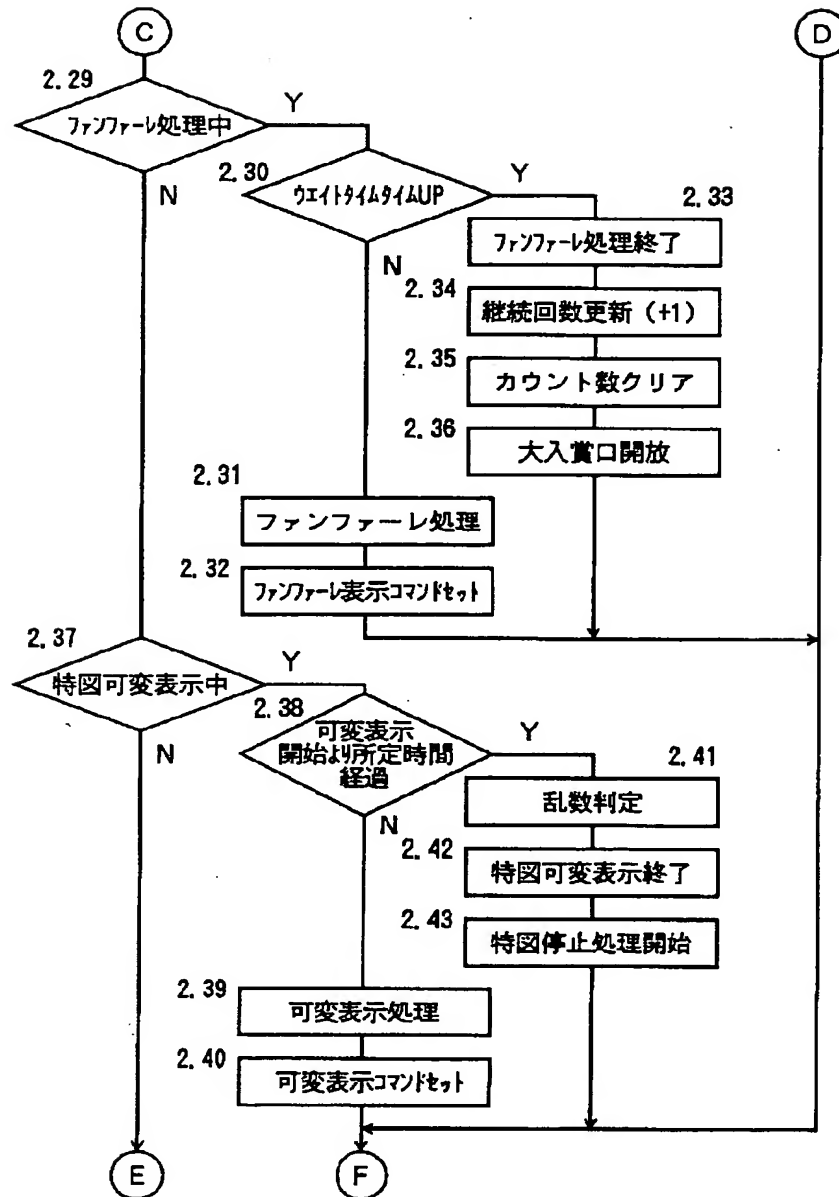 C
D
2.29
ファンファーレ処理中
Y
N
2.30
ウエイトタイムタイムUP
Y
N
2.33
ファンファーレ処理終了
2.34
継続回数更新（+1）
2.35
カウント数クリア
2.36
大入賞口開放
2.31
ファンファーレ処理
2.32
ファンファーレ表示コマンドセット
2.37
特図可変表示中
Y
N
2.38
可変表示
開始より所定時間
経過
Y
N
2.41
乱数判定
2.42
特図可変表示終了
2.43
特図停止処理開始
2.39
可変表示処理
2.40
可変表示コマンドセット
E
F